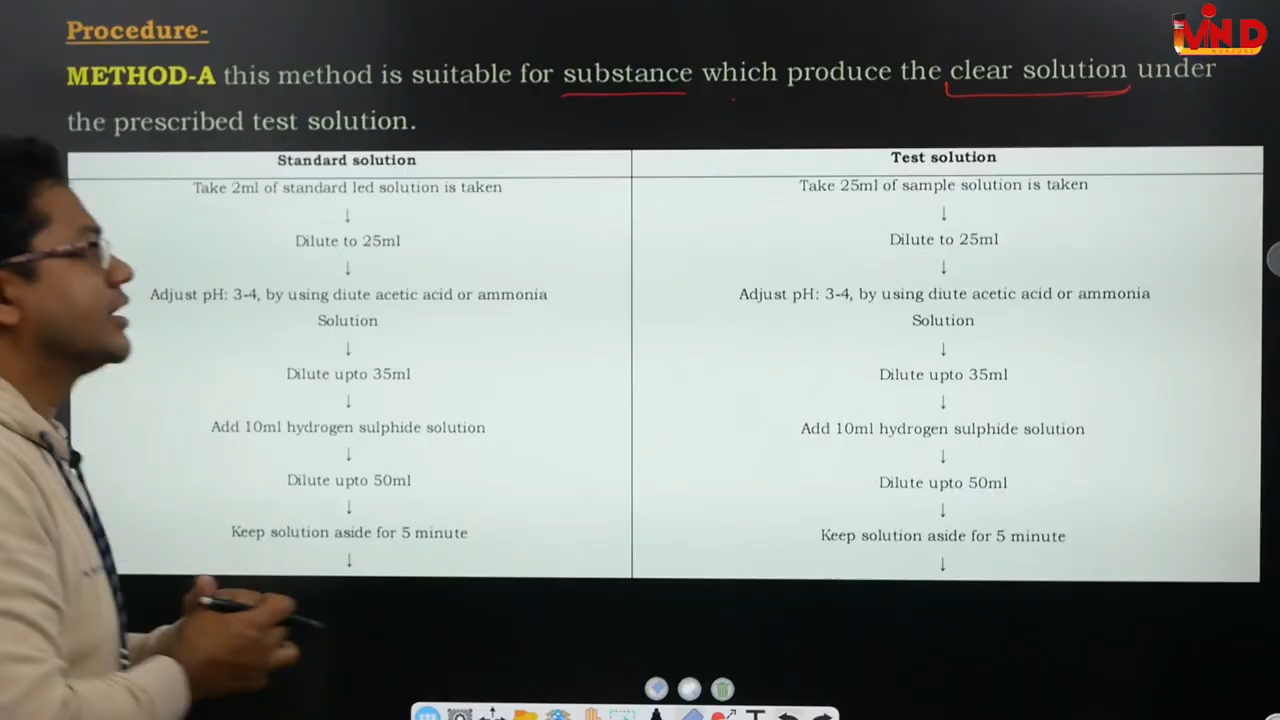 Procedure-
METHOD-A this method is suitable for substance which produce the clear solution under
the prescribed test solution.
Standard solution
Take 2ml of standard led solution is taken
↓
Dilute to 25ml
↓
Adjust pH: 3-4, by using diute acetic acid or ammonia
Solution
↓
Dilute upto 35ml
↓
Add 10ml hydrogen sulphide solution
↓
Dilute upto 50ml
↓
Keep solution aside for 5 minute
↓
Test solution
Take 25ml of sample solution is taken
↓
Dilute to 25ml
↓
Adjust pH: 3-4, by using diute acetic acid or ammonia
Solution
↓
Dilute upto 35ml
↓
Add 10ml hydrogen sulphide solution
↓
Dilute upto 50ml
↓
Keep solution aside for 5 minute
↓
MIND